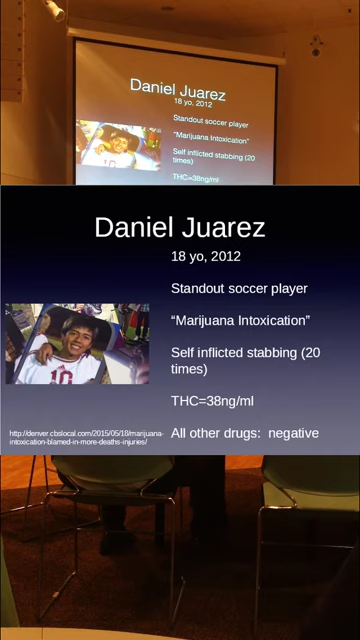 Daniel Juarez
18 yo, 2012
Standout soccer player
"Marijuana Intoxication"
Self inflicted stabbing (20
times)
THC=38ng/ml
Daniel Juarez
18 yo, 2012
Standout soccer player
“Marijuana Intoxication”
10
Self inflicted stabbing (20
times)
THC=38ng/ml
All other drugs:  negative
http://denver.cbslocal.com/2015/05/18/marijuana-
intoxication-blamed-in-more-deaths-injuries/